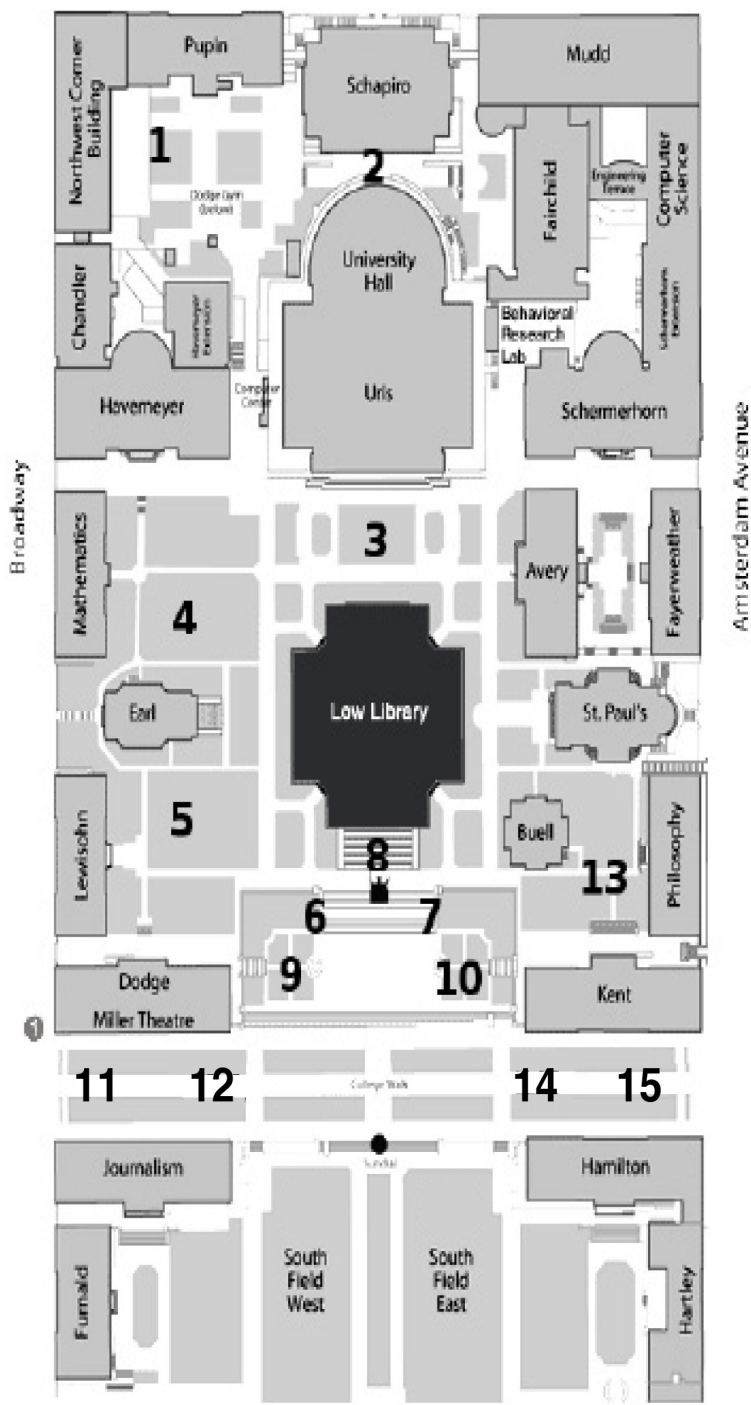 Pupin
Mudd
Schapiro
Northwest Corner
Building
1
2
Fairchild
Engineering
Terrace
Computer
Science
Dodge Gym
University
Hall
Chandler
Havemeyer
Extension
Behavioral
Research
Lab
Schermerhorn
Extension
Computer
Center
Uris
Havemeyer
Schermerhorn
Broadway
Amsterdam Avenue
3
Mathematics
Avery
Fayerweather
4
Earl
Low Library
St. Paul's
5
Lewisohn
Buell
Philosophy
8
13
6
7
9
10
Dodge
Miller Theatre
Kent
1
11
12
College Walk
14
15
Journalism
Sundial
Hamilton
South
Field
West
South
Field
East
Furnald
Hartley